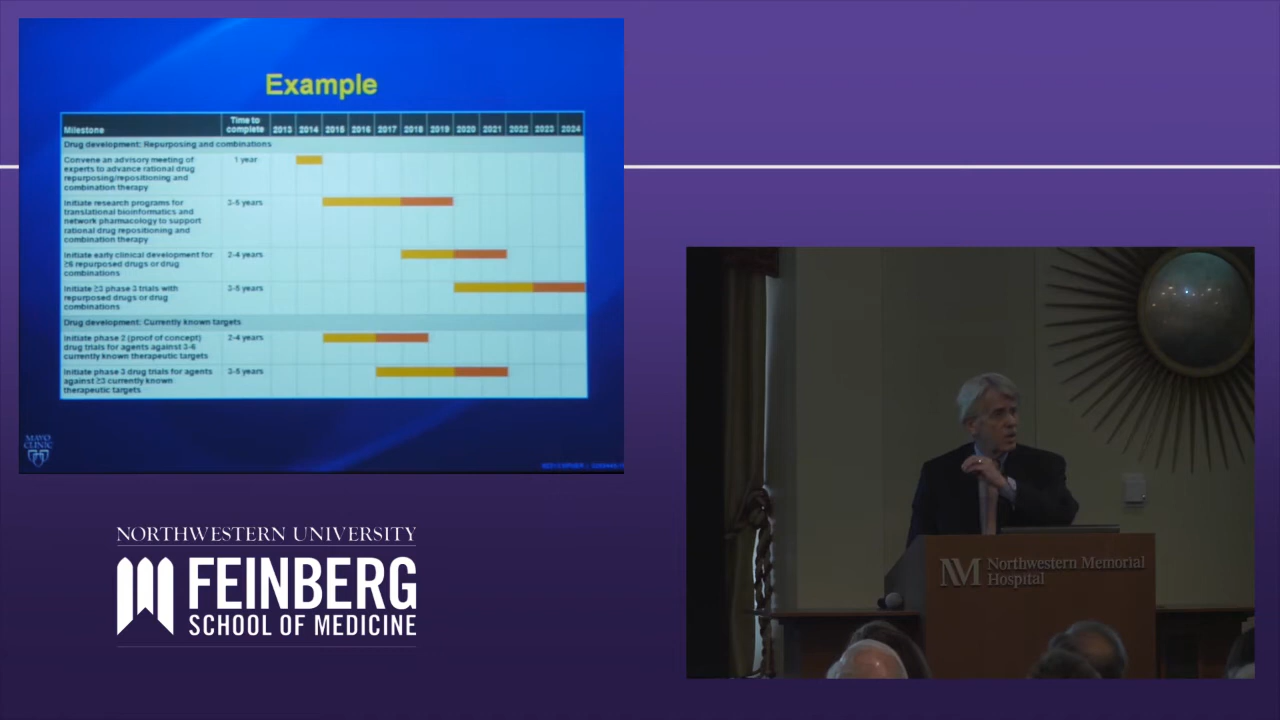 Example
Milestone
Time to
complete
2013 2014 2015 2016 2017 2018 2019 2020 2021 2022 2023 2024
Drug development: Repurposing and combinations
Convene an advisory meeting of
experts to advance rational drug
repurposing/repositioning and
combination therapy
1 year
Initiate research programs for
translational bioinformatics and
network pharmacology to support
rational drug repositioning and
combination therapy
3-5 years
Initiate early clinical development for
≥6 repurposed drugs or drug
combinations
2-4 years
Initiate ≥3 phase 3 trials with
repurposed drugs or drug
combinations
3-5 years
Drug development: Currently known targets
Initiate phase 2 (proof of concept)
drug trials for agents against 3-6
currently known therapeutic targets
2-4 years
Initiate phase 3 drug trials for agents
against ≥3 currently known
therapeutic targets
3-5 years
MAYO
CLINIC
NORTHWESTERN UNIVERSITY
FEINBERG
SCHOOL OF MEDICINE
NM Northwestern Memorial
Hospital